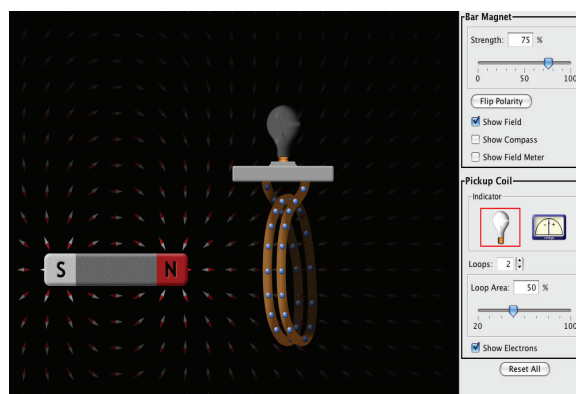 Bar Magnet
Strength: 75 %
0 50 100
Flip Polarity
Show Field
Show Compass
Show Field Meter
S N
Pickup Coil
Indicator
Loops: 2
Loop Area: 50 %
20 100
Show Electrons
Reset All